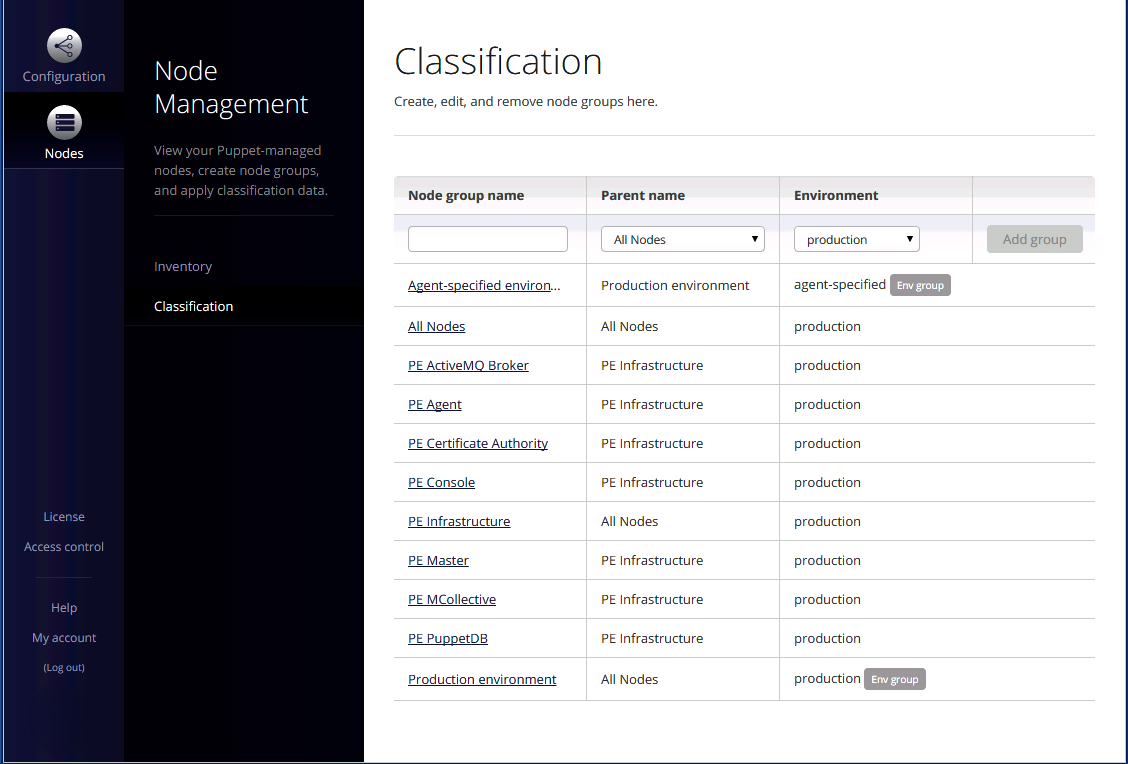 Configuration
Nodes
License
Access control
Help
My account
(Log out)
Node
Management
View your Puppet-managed
nodes, create node groups,
and apply classification data.
Inventory
Classification
Classification
Create, edit, and remove node groups here.
Node group name Parent name Environment
All Nodes production Add group
Agent-specified environ... Production environment agent-specified Env group
All Nodes All Nodes production
PE ActiveMQ Broker PE Infrastructure production
PE Agent PE Infrastructure production
PE Certificate Authority PE Infrastructure production
PE Console PE Infrastructure production
PE Infrastructure All Nodes production
PE Master PE Infrastructure production
PE MCollective PE Infrastructure production
PE PuppetDB PE Infrastructure production
Production environment All Nodes production Env group